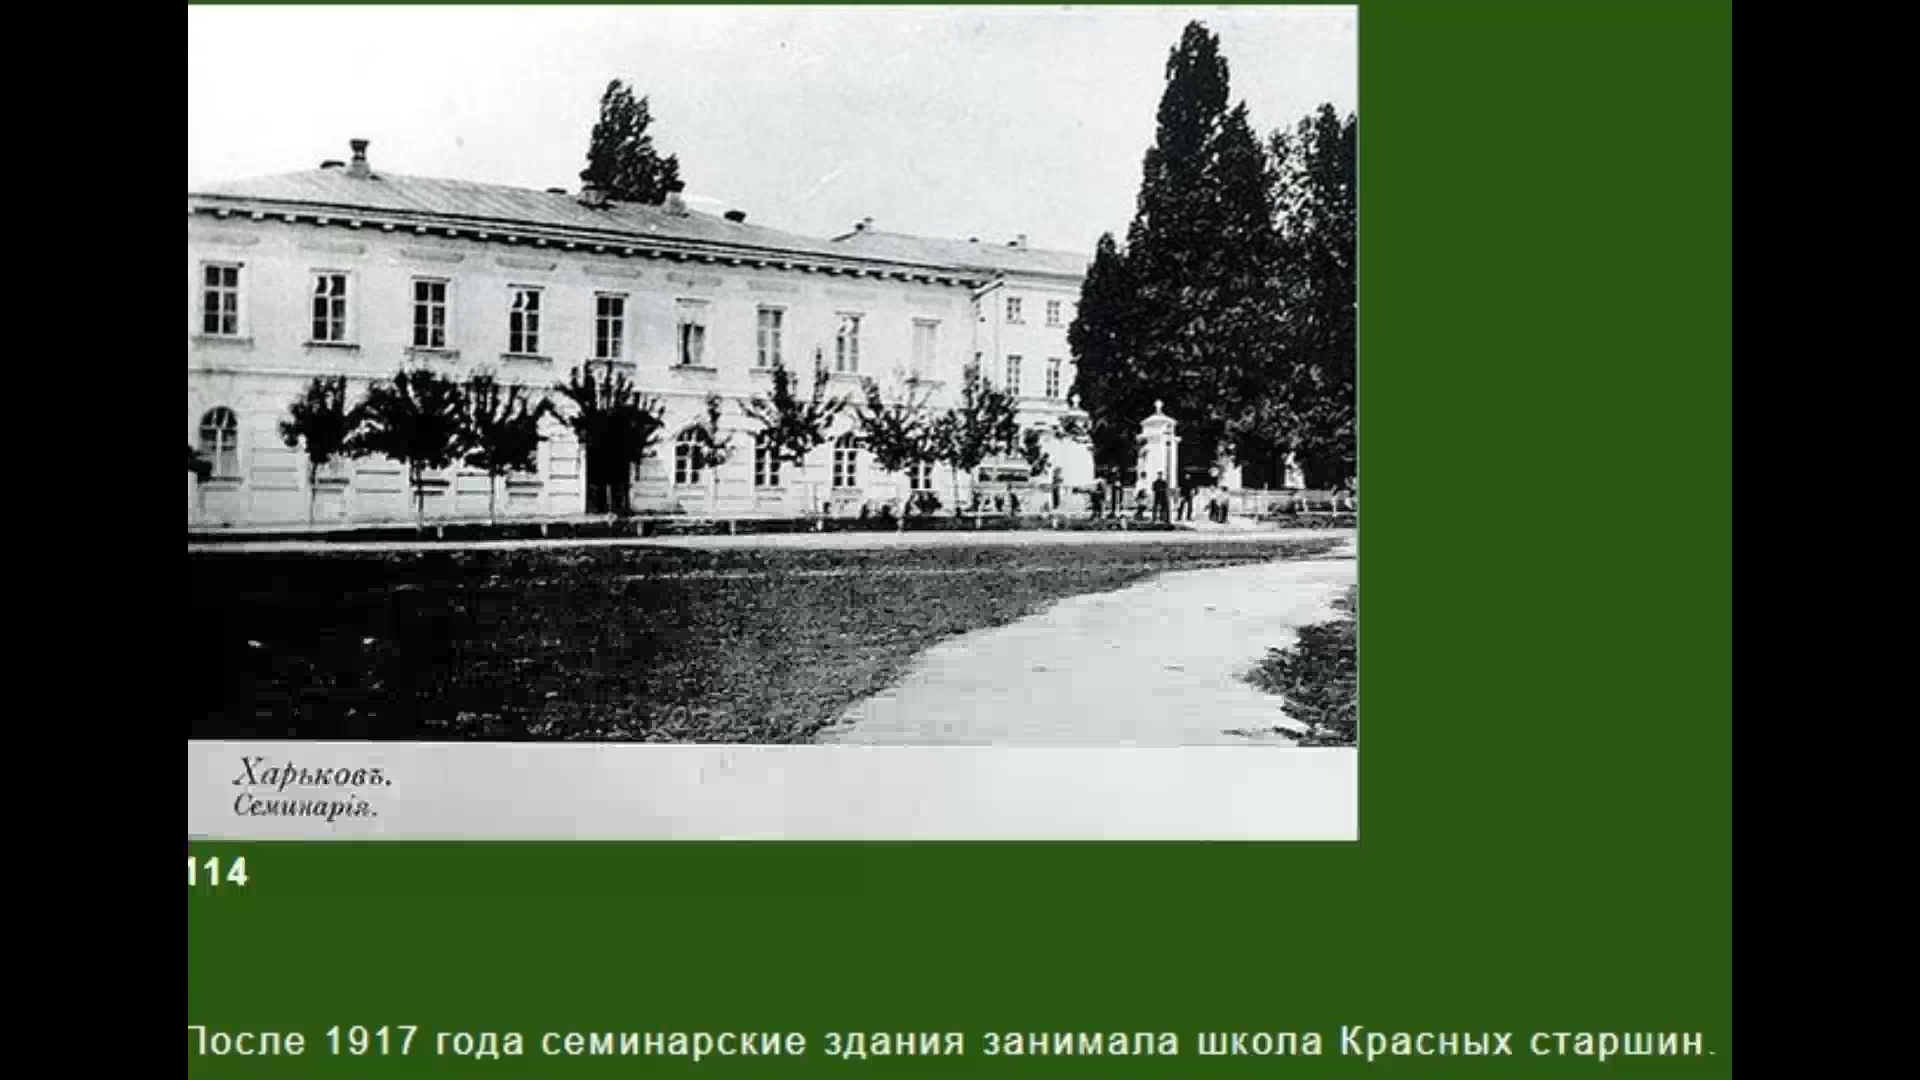 Харьковъ.
Семинарія.
114
После 1917 года семинарские здания занимала школа Красных старшин.